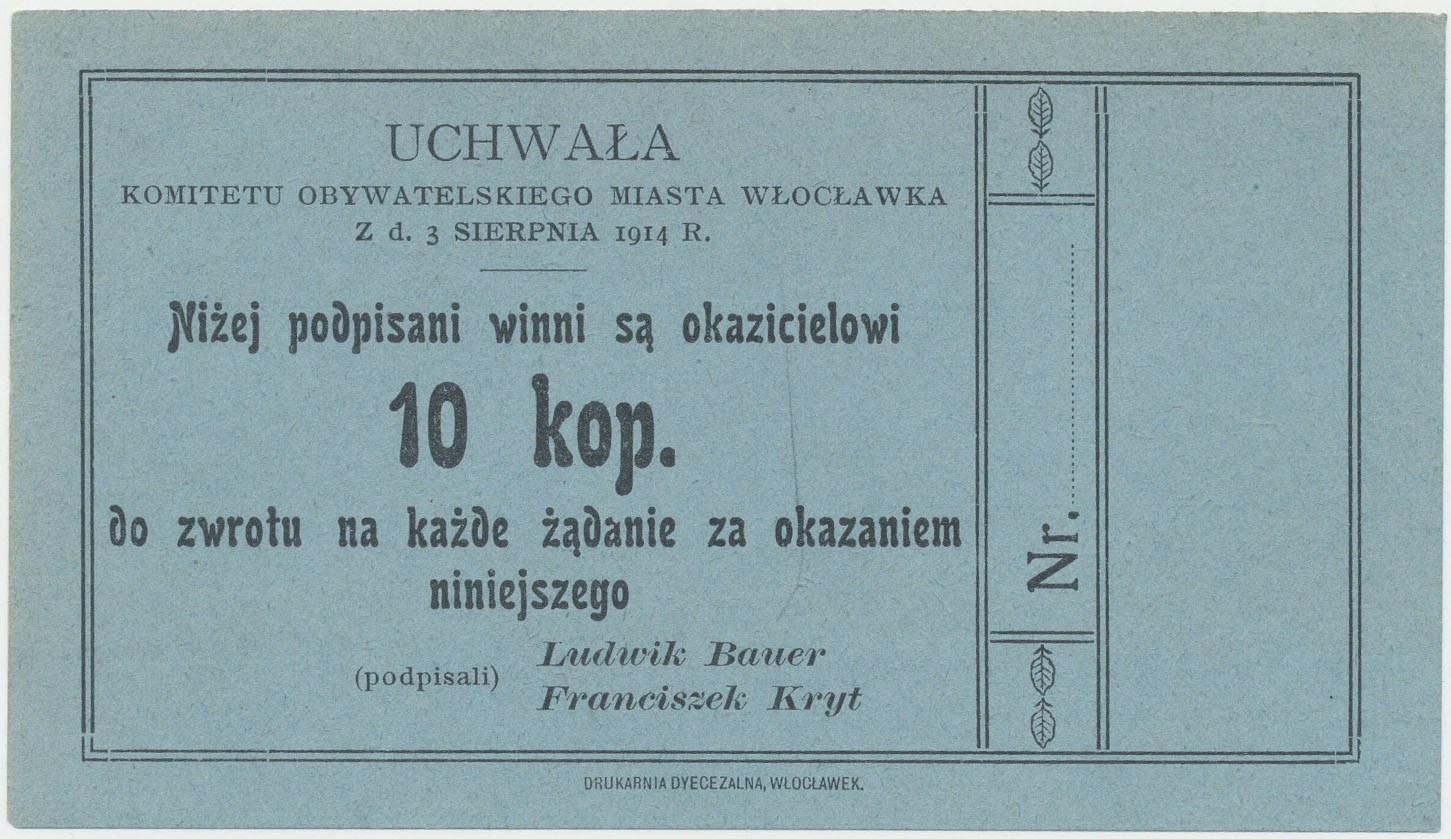 UCHWAŁA
KOMITETU OBYWATELSKIEGO MIASTA WŁOCŁAWKA
Z d. 3 SIERPNIA 1914 R.
Niżej podpisani winni są okazicielowi
10 kop.
do zwrotu na każde żądanie za okazaniem
niniejszego
(podpisali)
Ludwik Bauer
Franciszek Kryt
Nr.
DRUKARNIA DYECEZALNA, WŁOCŁAWEK.